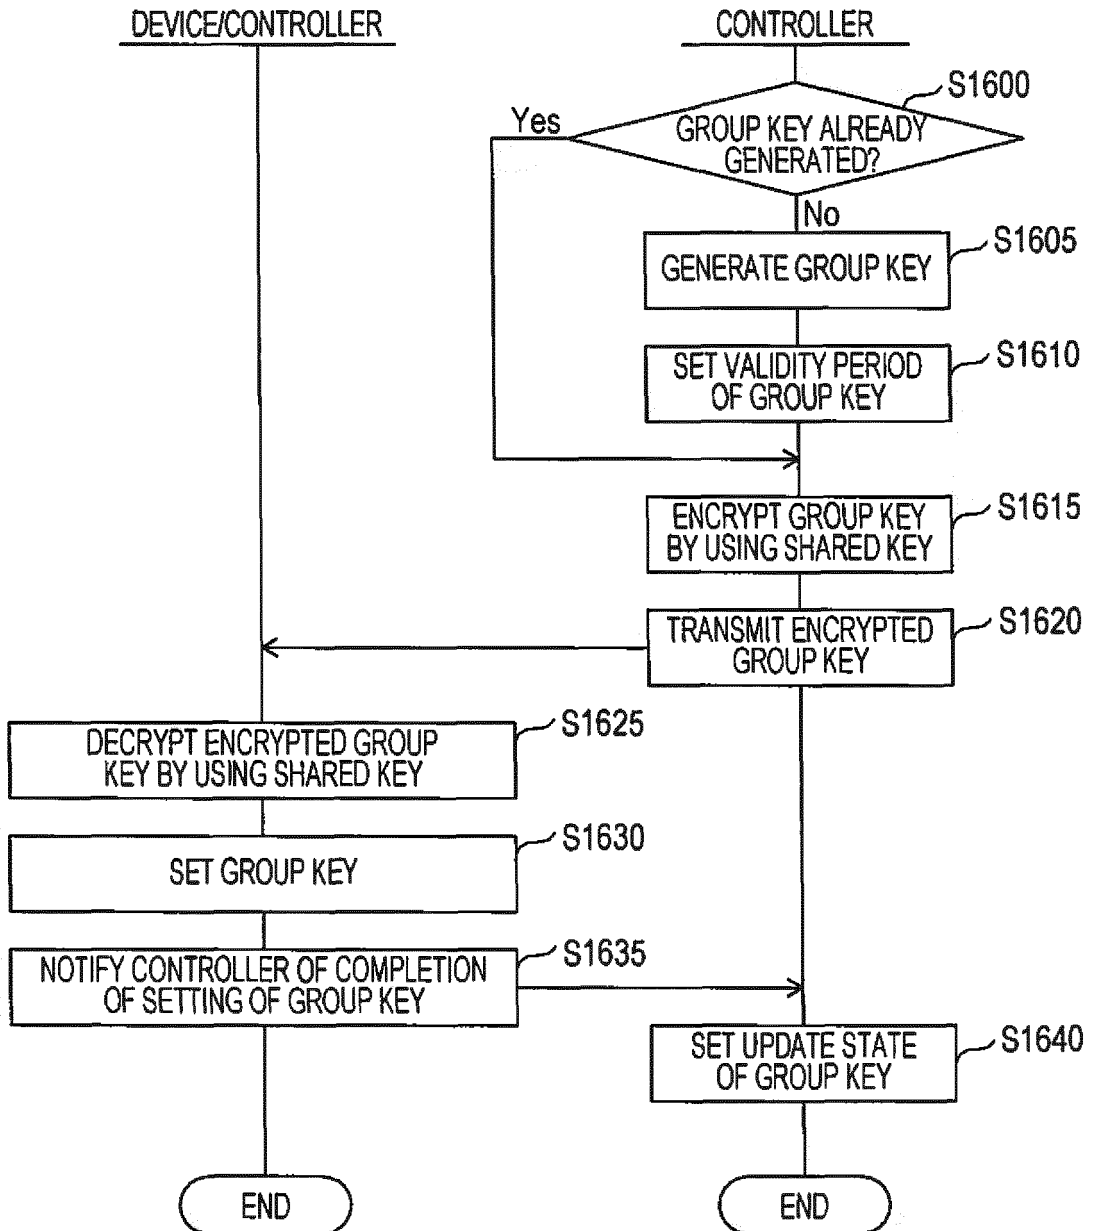 DEVICE/CONTROLLER
CONTROLLER
S1600
Yes
GROUP KEY ALREADY
GENERATED?
No
S1605
GENERATE GROUP KEY
S1610
SET VALIDITY PERIOD
OF GROUP KEY
S1615
ENCRYPT GROUP KEY
BY USING SHARED KEY
S1620
TRANSMIT ENCRYPTED
GROUP KEY
S1625
DECRYPT ENCRYPTED GROUP
KEY BY USING SHARED KEY
S1630
SET GROUP KEY
S1635
NOTIFY CONTROLLER OF COMPLETION
OF SETTING OF GROUP KEY
S1640
SET UPDATE STATE
OF GROUP KEY
END
END